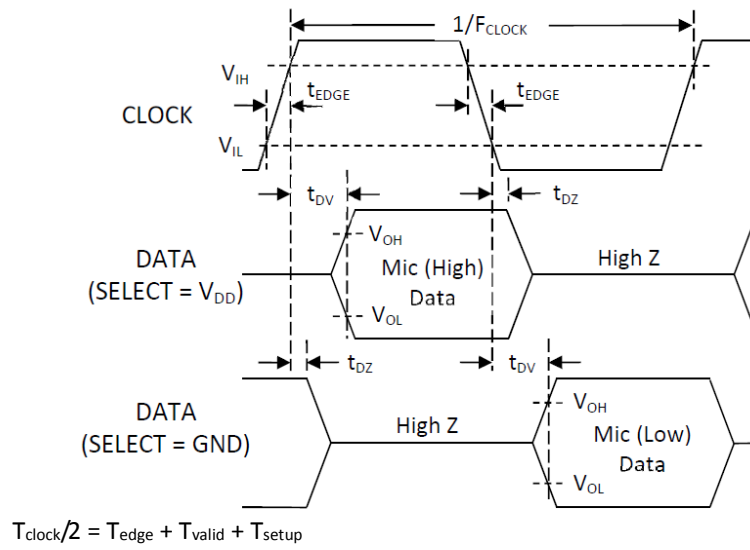 1/FCLOCK
VIH
tEDGE
tEDGE
CLOCK
VIL
tDV
tDZ
VOH
DATA
(SELECT = VDD)
Mic (High)
Data
High Z
VOL
tDZ
tDV
DATA
(SELECT = GND)
High Z
VOH
Mic (Low)
Data
VOL
Tclock/2 = Tedge + Tvalid + Tsetup